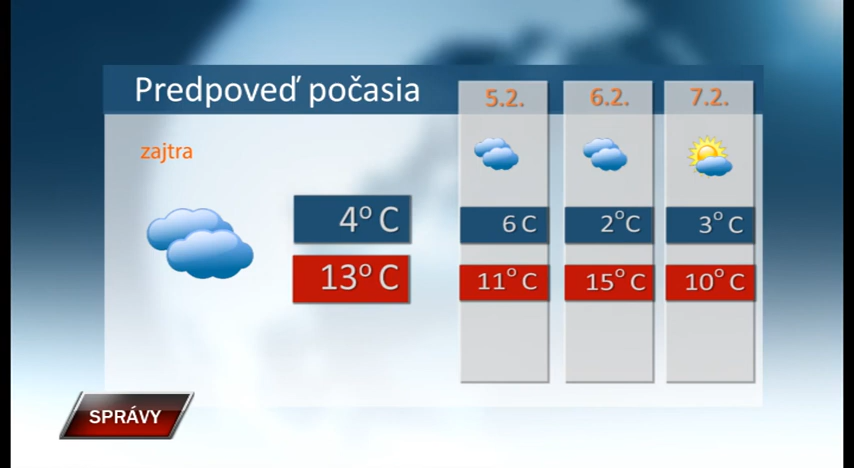 Predpoveď počasia
zajtra
4° C
13° C
5.2. 6.2. 7.2.
6 C 2°C 3° C
11° C 15° C 10° C
SPRÁVY